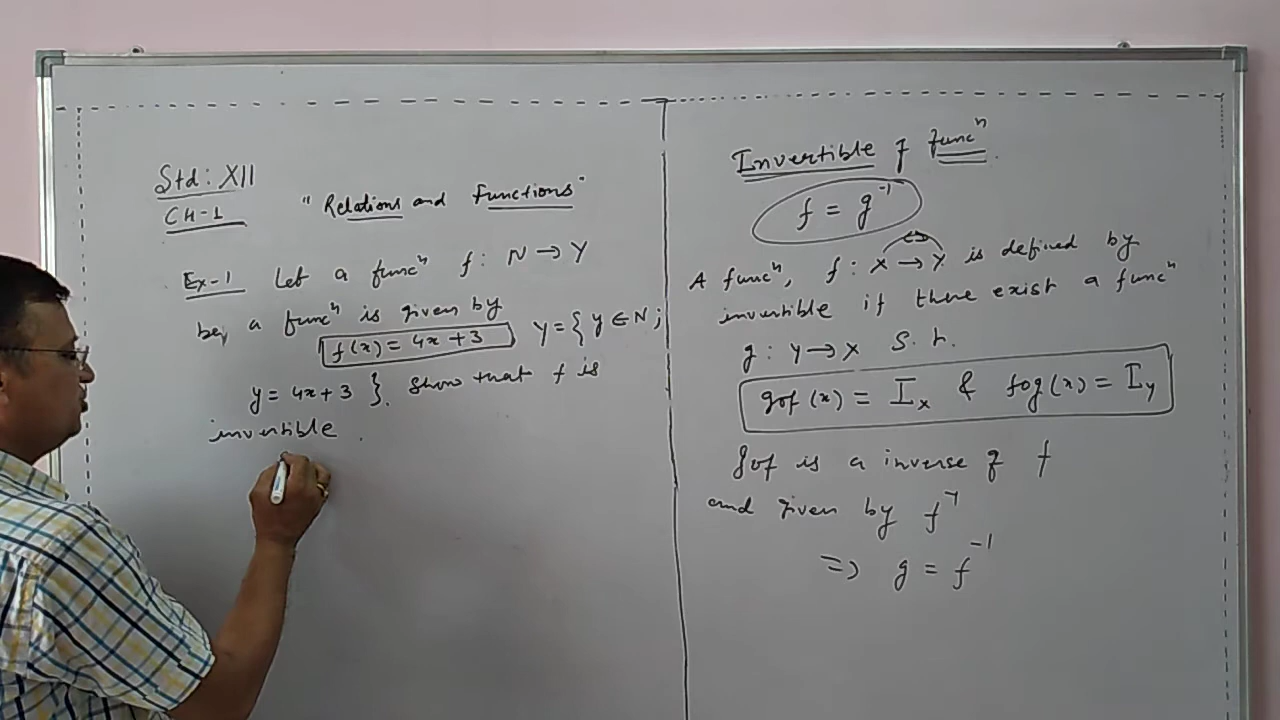 Std: XII
CH-1
"Relations and Functions"
Ex-1 Let a funcⁿ f: N → Y
be, a funcⁿ is given by
f(x) = 4x+3 Y = { y ∈ N ;
y = 4x+3 }. Show that f is
invertible.
Invertible of funcⁿ.
f = g⁻¹
A funcⁿ, f: X → Y is defined by
invertible if there exist a funcⁿ
g: Y → X s.t.
gof(x) = Iₓ & fog(x) = I_y
gof is a inverse of f
and given by f⁻¹
⇒ g = f⁻¹